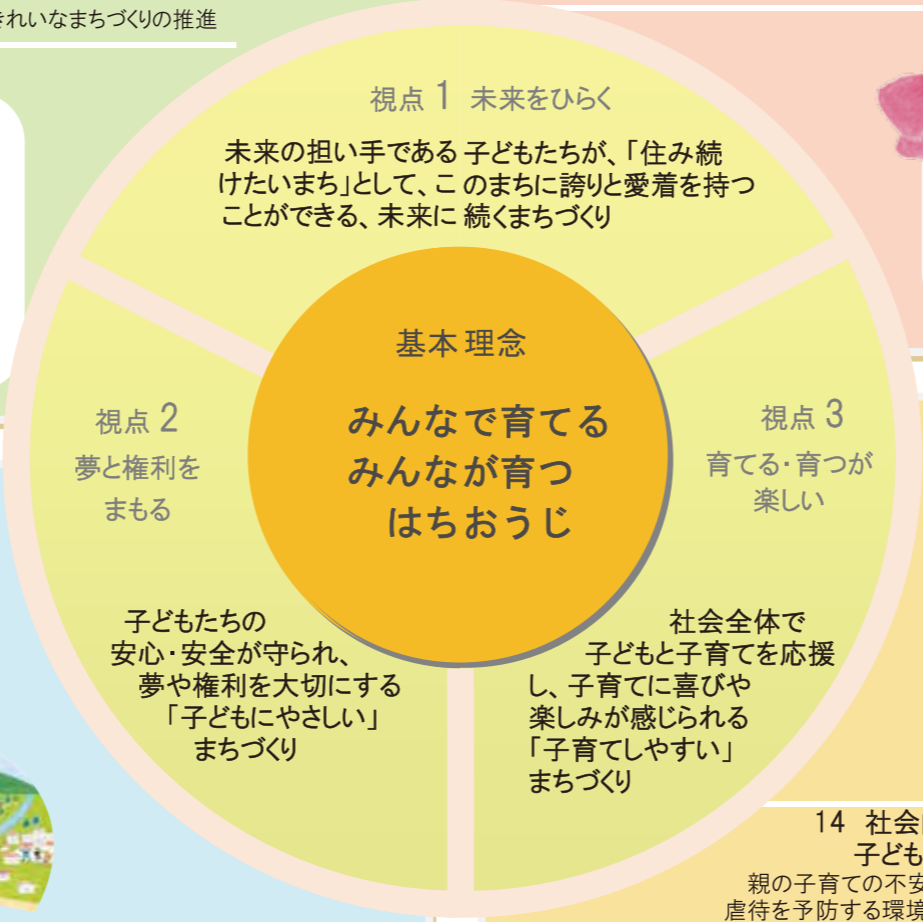 きれいなまちづくりの推進
視点 1 未来をひらく
未来の担い手である子どもたちが、「住み続
けたいまち」として、このまちに誇りと愛着を持つ
ことができる、未来に続くまちづくり
基本理念
みんなで育てる
みんなが育つ
はちおうじ
視点 2
夢と権利を
まもる
子どもたちの
安心・安全が守られ、
夢や権利を大切にする
「子どもにやさしい」
まちづくり
視点 3
育てる・育つが
楽しい
社会全体で
子どもと子育てを応援
し、子育てに喜びや
楽しみが感じられる
「子育てしやすい」
まちづくり
14 社会
子ども
親の子育ての不安
虐待を予防する環境